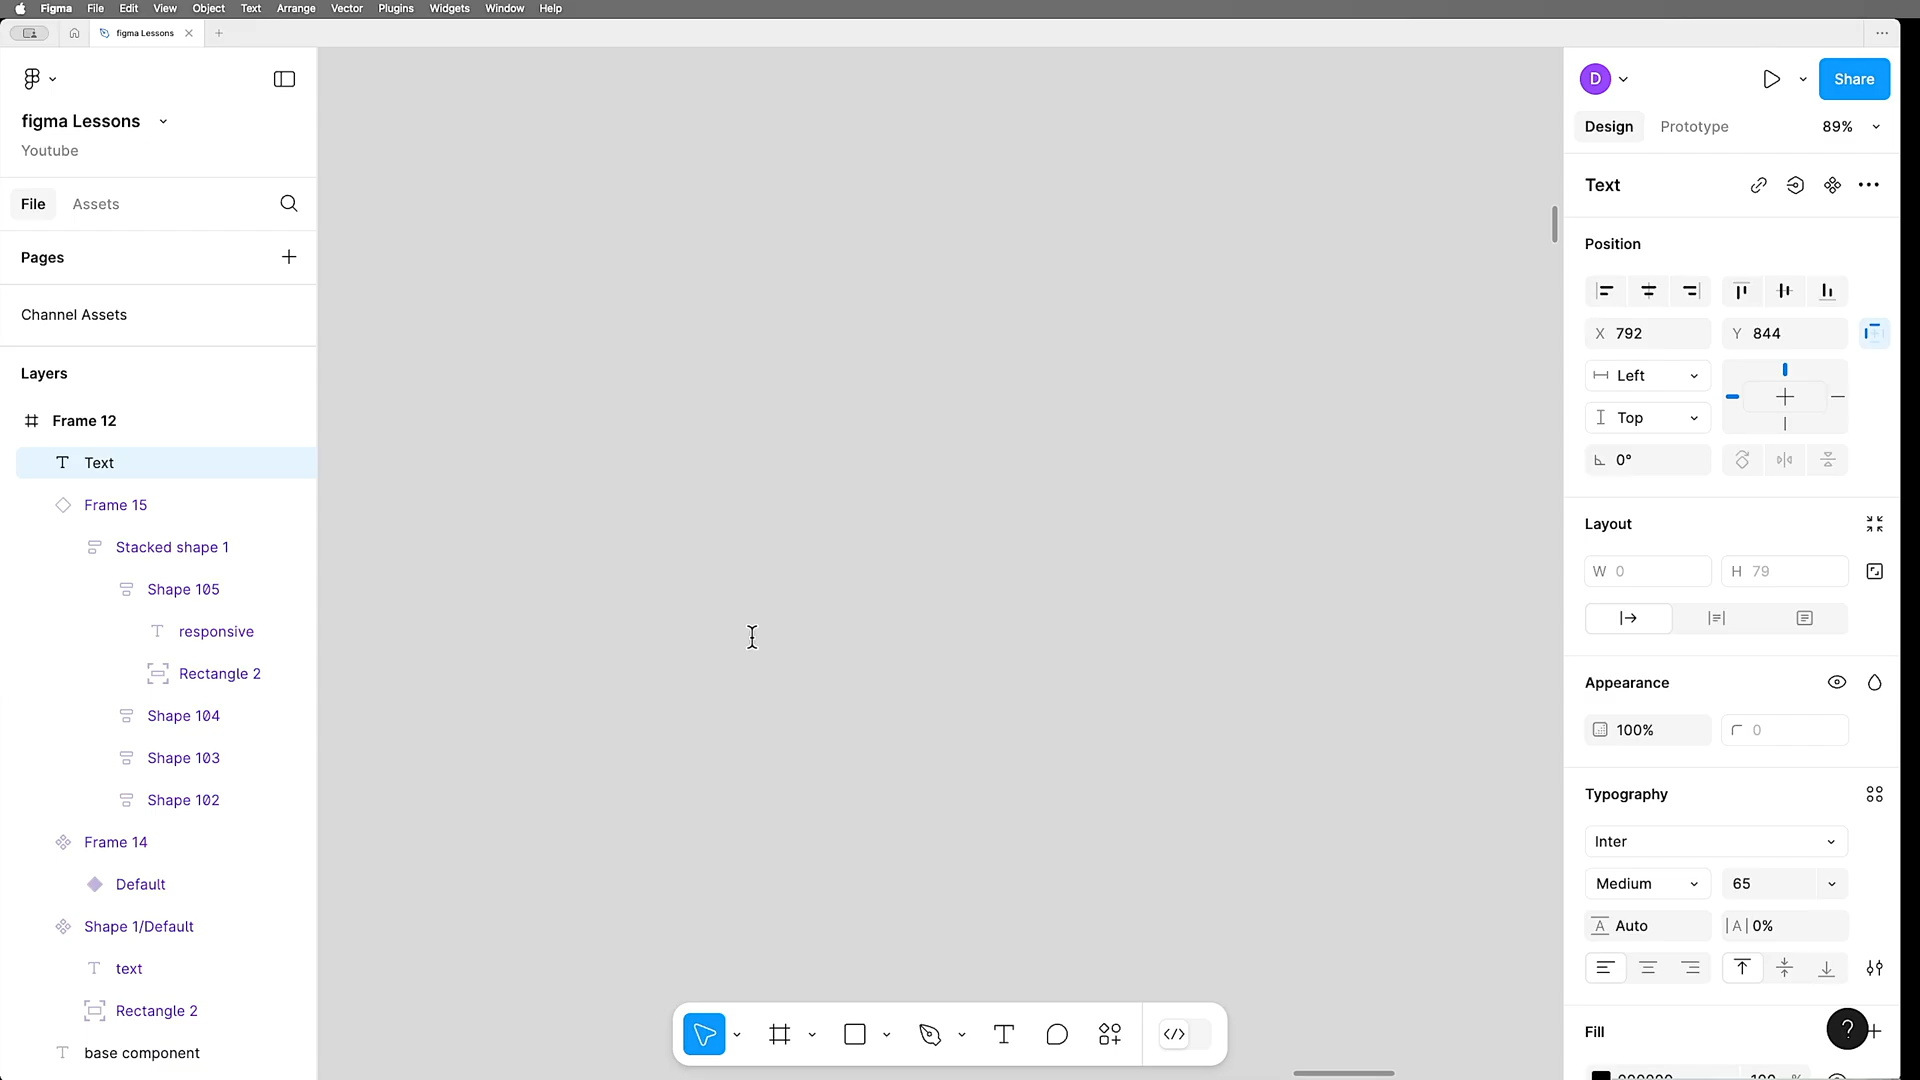 Figma File Edit View Object Text Arrange Vector Plugins Widgets Window Help
figma Lessons
figma Lessons
Youtube
File Assets
Pages
Channel Assets
Layers
Frame 12
Text
Frame 15
Stacked shape 1
Shape 105
responsive
Rectangle 2
Shape 104
Shape 103
Shape 102
Frame 14
Default
Shape 1/Default
text
Rectangle 2
base component
D
Share
Design Prototype 89%
Text
Position
X 792 Y 844
Left
Top
0°
Layout
W 0 H 79
Appearance
100% 0
Typography
Inter
Medium 65
A Auto |A| 0%
Fill
?